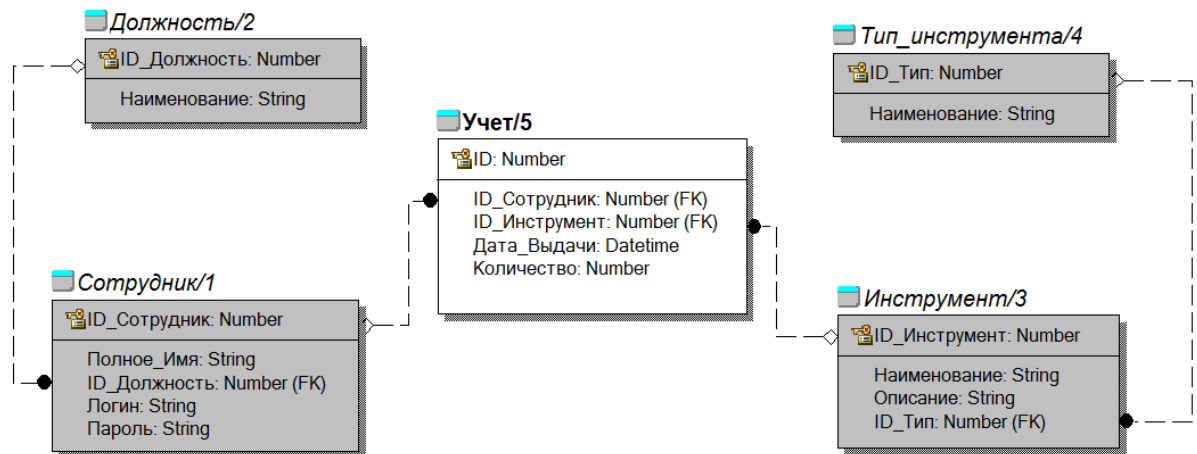 Должность/2
ID_Должность: Number
Наименование: String
Тип_инструмента/4
ID_Тип: Number
Наименование: String
Учет/5
ID: Number
ID_Сотрудник: Number (FK)
ID_Инструмент: Number (FK)
Дата_Выдачи: Datetime
Количество: Number
Сотрудник/1
ID_Сотрудник: Number
Полное_Имя: String
ID_Должность: Number (FK)
Логин: String
Пароль: String
Инструмент/3
ID_Инструмент: Number
Наименование: String
Описание: String
ID_Тип: Number (FK)